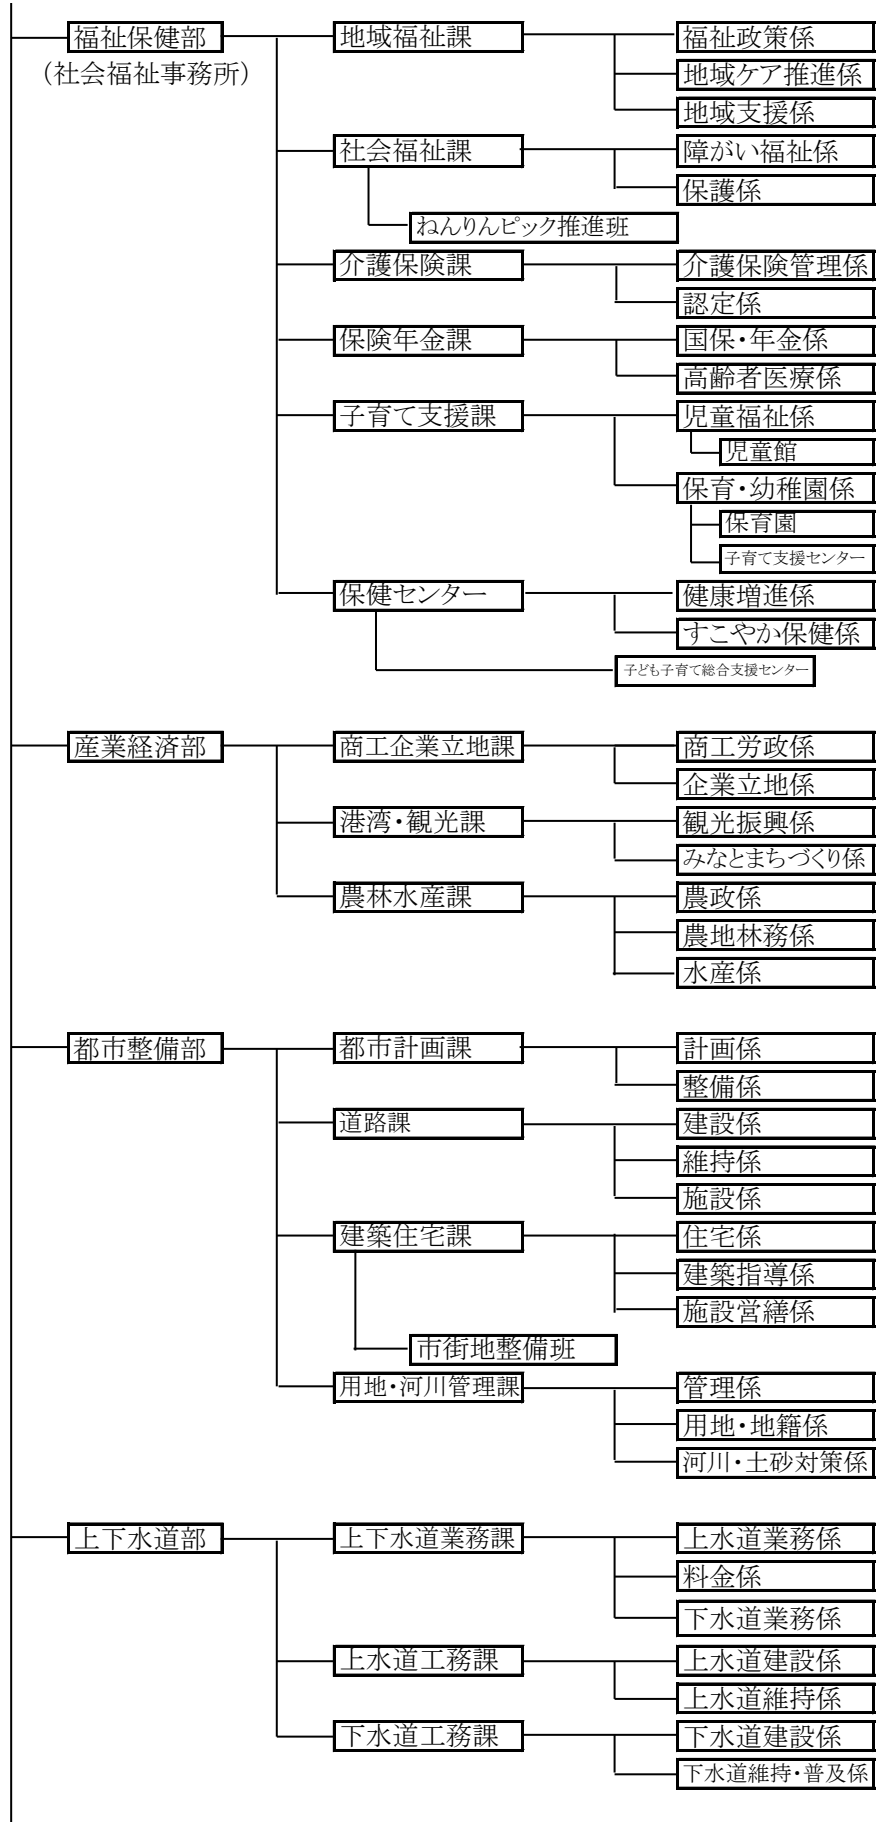 福祉保健部
地域福祉課
福祉政策係
(社会福祉事務所)
地域ケア推進係
地域支援係
社会福祉課
障がい福祉係
保護係
ねんりんピック推進班
介護保険課
介護保険管理係
認定係
保険年金課
国保・年金係
高齢者医療係
子育て支援課
児童福祉係
児童館
保育・幼稚園係
保育園
子育て支援センター
保健センター
健康増進係
すこやか保健係
子ども子育て総合支援センター
産業経済部
商工企業立地課
商工労政係
企業立地係
港湾・観光課
観光振興係
みなとまちづくり係
農林水産課
農政係
農地林務係
水産係
都市整備部
都市計画課
計画係
整備係
道路課
建設係
維持係
施設係
建築住宅課
住宅係
建築指導係
施設営繕係
市街地整備班
用地・河川管理課
管理係
用地・地籍係
河川・土砂対策係
上下水道部
上下水道業務課
上水道業務係
料金係
下水道業務係
上水道工務課
上水道建設係
上水道維持係
下水道工務課
下水道建設係
下水道維持・普及係